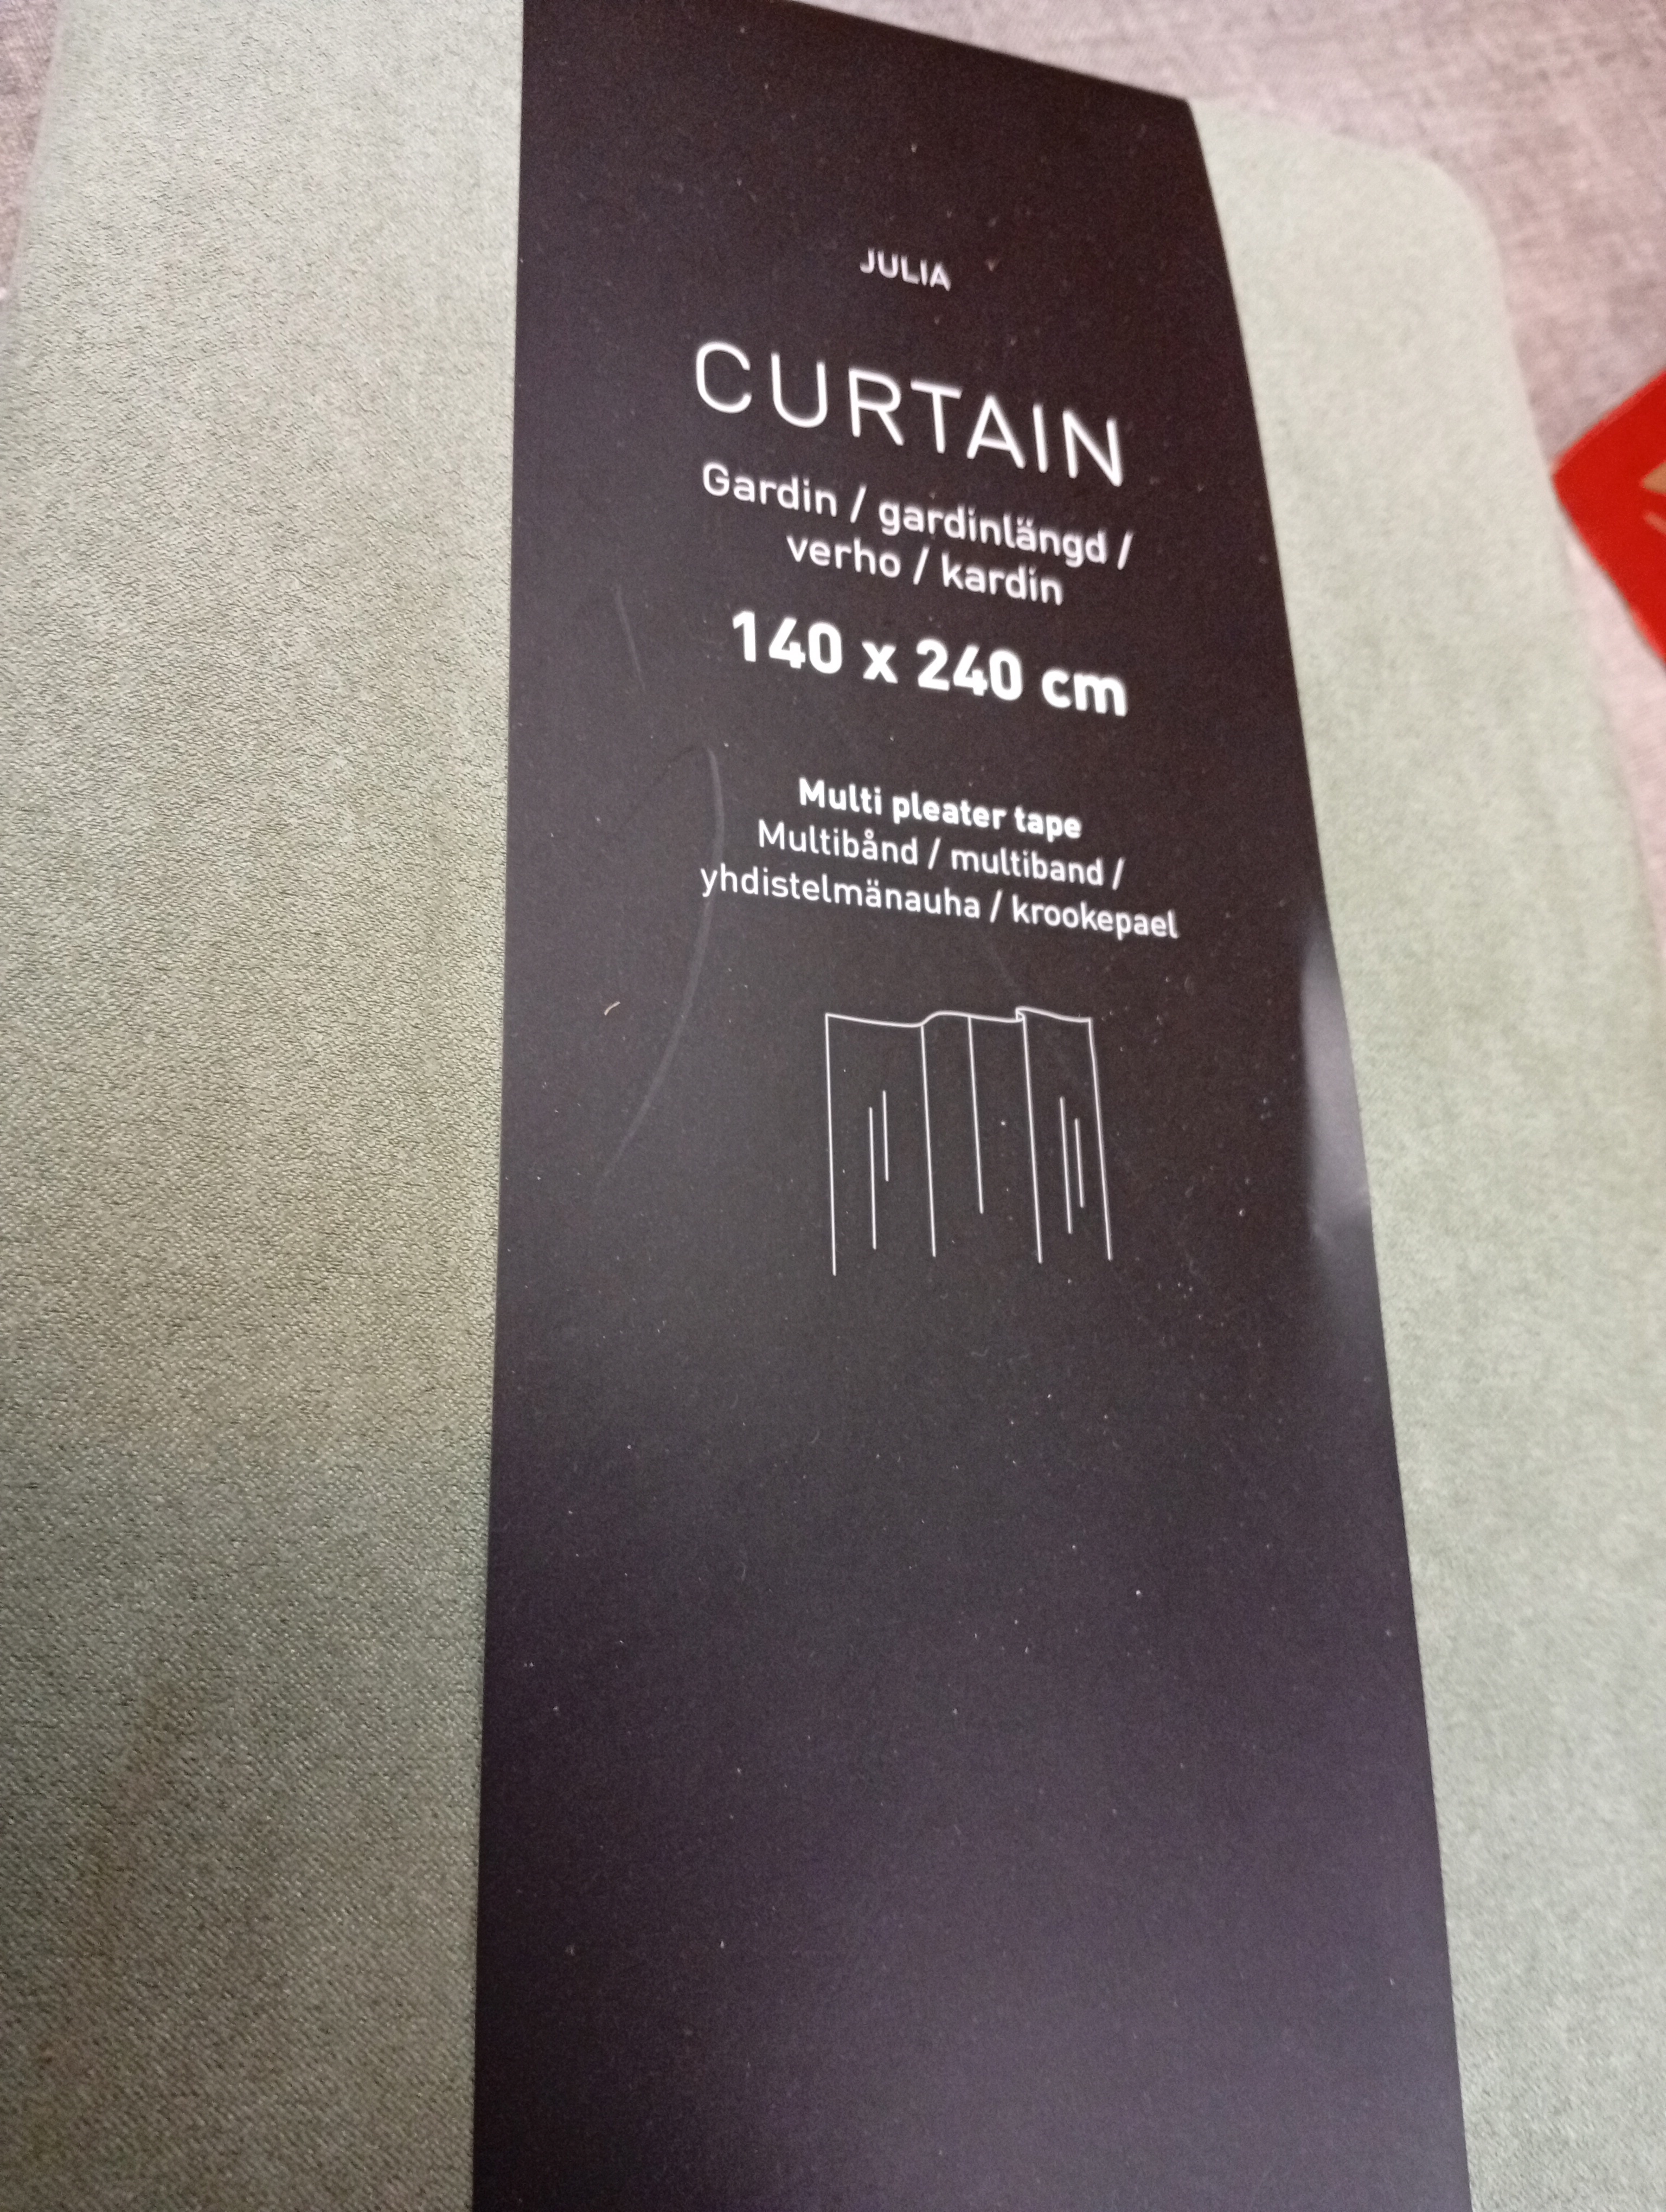 JULIA
CURTAIN
Gardin / gardinlängd /
verho / kardin
140 x 240 cm
Multi pleater tape
Multibånd / multiband /
yhdistelmänauha / krookepael